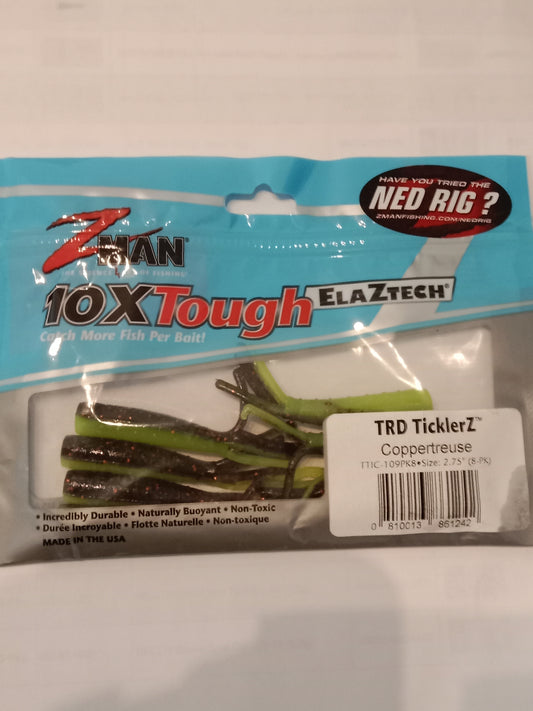 HAVE YOU TRIED THE
NED RIG?
ZMANFISHING.COM/NEDRIG
ZMAN®
10XTough ELAZTECH®
Catch More Fish Per Bait!
TRD TicklerZ™
Coppertreuse
TTIC-109PK8•Size: 2.75" (8-PK)
0 810013 861242
• Incredibly Durable • Naturally Buoyant • Non-Toxic
• Durée Incroyable • Flotte Naturelle • Non-toxique
MADE IN THE USA